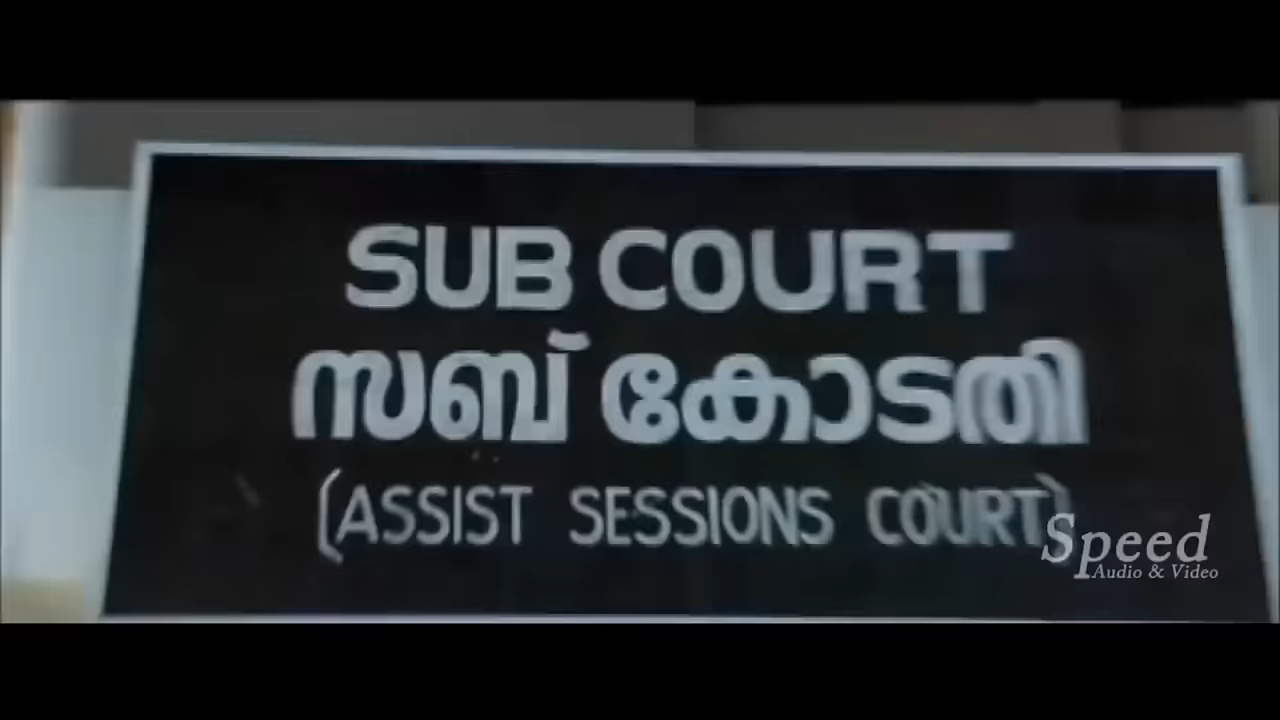 SUB COURT
സബ് കോടതി
(ASSIST SESSIONS COURT)
Speed
Audio & Video